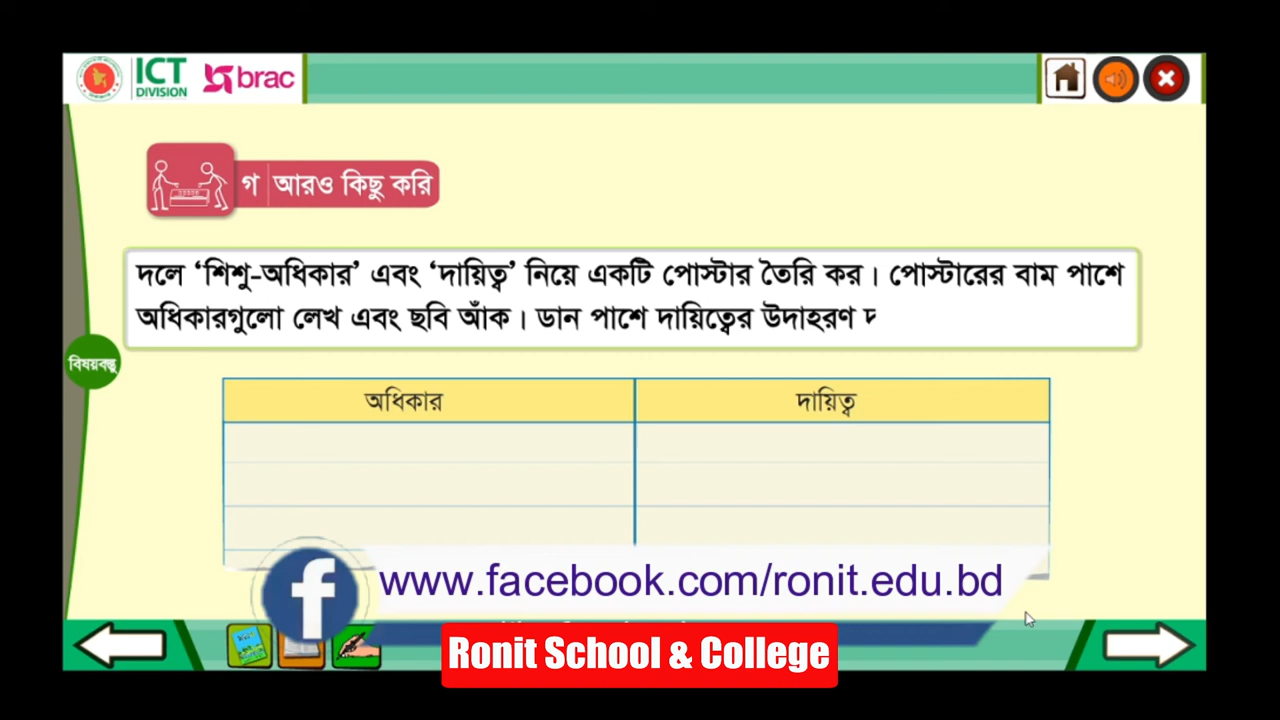 ICT
DIVISION
brac
গ আরও কিছু করি
দলে ‘শিশু-অধিকার’ এবং ‘দায়িত্ব’ নিয়ে একটি পোস্টার তৈরি কর। পোস্টারের বাম পাশে
অধিকারগুলো লেখ এবং ছবি আঁক। ডান পাশে দায়িত্বের উদাহরণ
বিষয়বস্তু
অধিকার দায়িত্ব
www.facebook.com/ronit.edu.bd
Ronit School & College